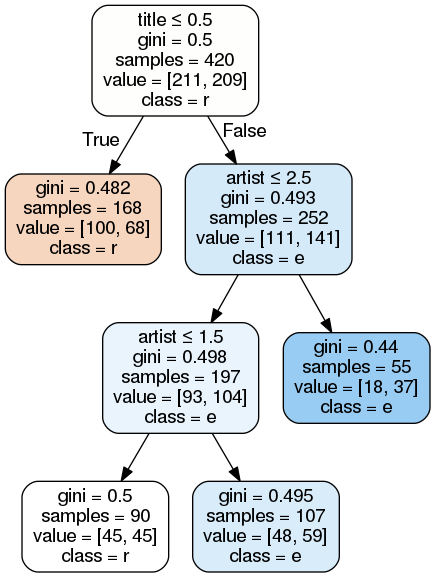 title ≤ 0.5
gini = 0.5
samples = 420
value = [211, 209]
class = r
True
False
gini = 0.482
samples = 168
value = [100, 68]
class = r
artist ≤ 2.5
gini = 0.493
samples = 252
value = [111, 141]
class = e
artist ≤ 1.5
gini = 0.498
samples = 197
value = [93, 104]
class = e
gini = 0.44
samples = 55
value = [18, 37]
class = e
gini = 0.5
samples = 90
value = [45, 45]
class = r
gini = 0.495
samples = 107
value = [48, 59]
class = e